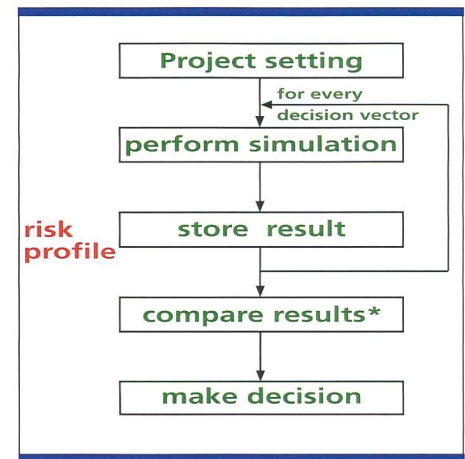 Project setting
for every
decision vector
perform simulation
store result
risk
profile
compare results*
make decision